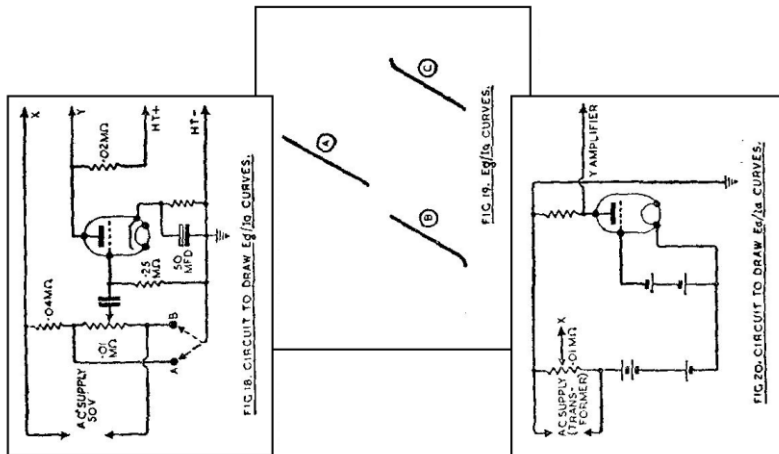 X
Y
HT+
HT-
.02MΩ
.04MΩ
.01
MΩ
.25
MΩ
50
MFD
AC SUPPLY
50V
A
B
FIG 18. CIRCUIT TO DRAW Eg/Ia CURVES.
A
B
C
FIG 19. Eg/Ia CURVES.
Y AMPLIFIER
X
.01MΩ
AC SUPPLY
(TRANS-
FORMER)
FIG 20. CIRCUIT TO DRAW Ea/Ia CURVES.